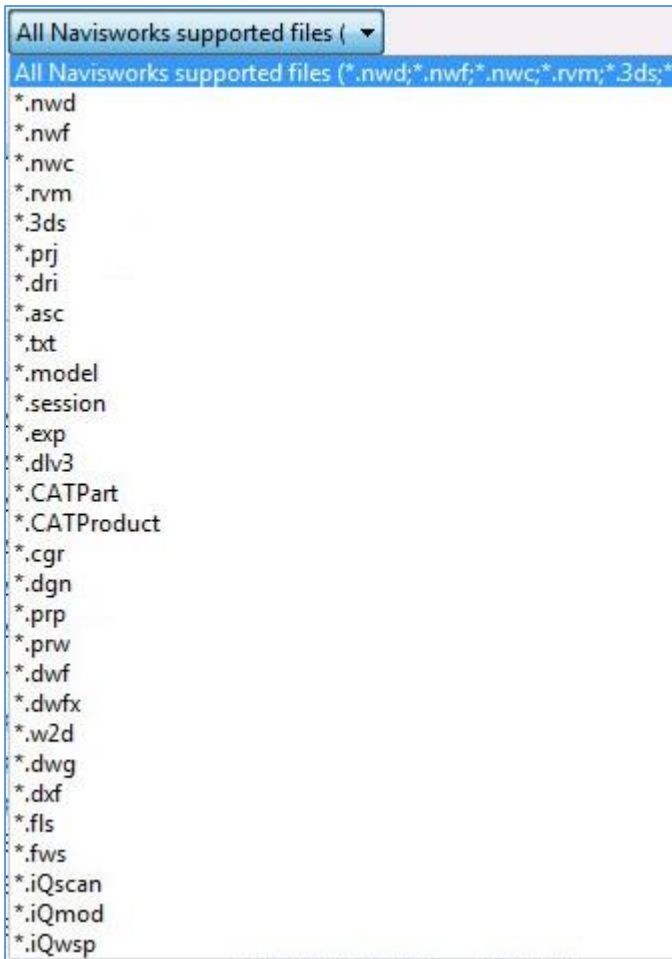 All Navisworks supported files (
All Navisworks supported files (*.nwd;*.nwf;*.nwc;*.rvm;*.3ds;*
*.nwd
*.nwf
*.nwc
*.rvm
*.3ds
*.prj
*.dri
*.asc
*.txt
*.model
*.session
*.exp
*.dlv3
*.CATPart
*.CATProduct
*.cgr
*.dgn
*.prp
*.prw
*.dwf
*.dwfx
*.w2d
*.dwg
*.dxf
*.fls
*.fws
*.iQscan
*.iQmod
*.iQwsp